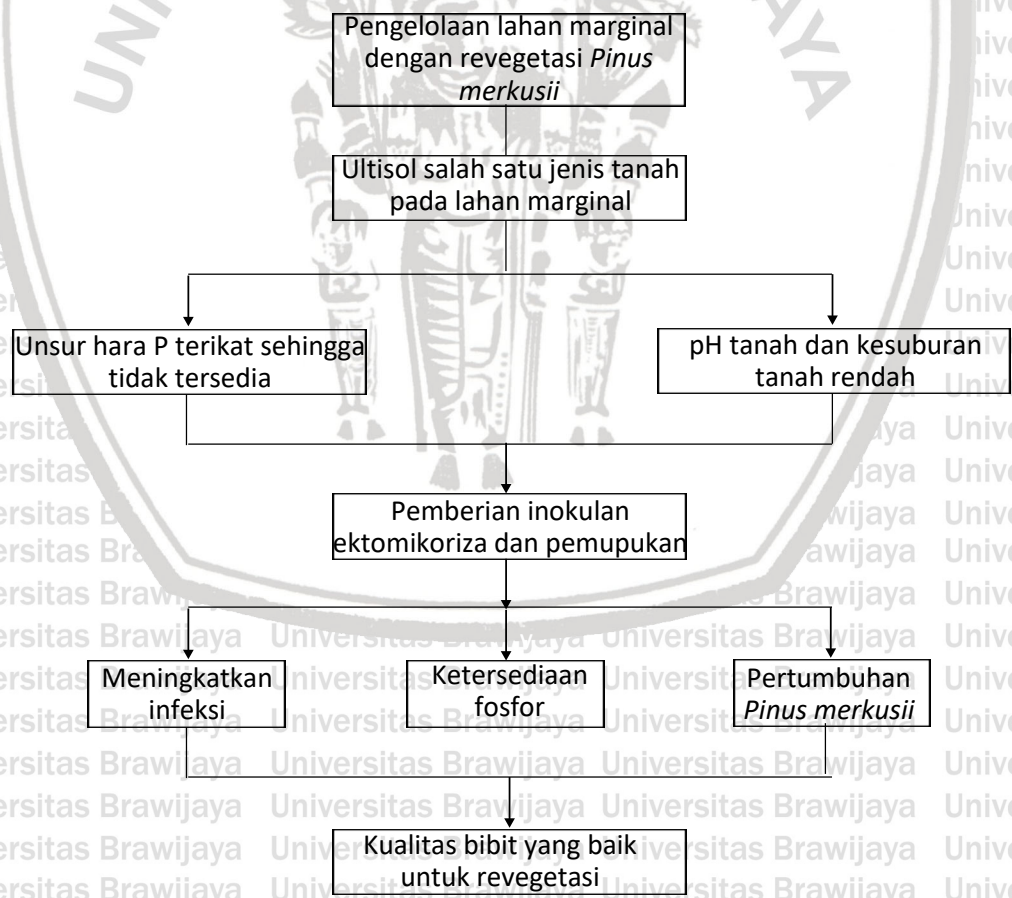 Pengelolaan lahan marginal
dengan revegetasi Pinus
merkusii
Ultisol salah satu jenis tanah
pada lahan marginal
Unsur hara P terikat sehingga
tidak tersedia
pH tanah dan kesuburan
tanah rendah
Pemberian inokulan
ektomikoriza dan pemupukan
Meningkatkan
infeksi
Ketersediaan
fosfor
Pertumbuhan
Pinus merkusii
Kualitas bibit yang baik
untuk revegetasi